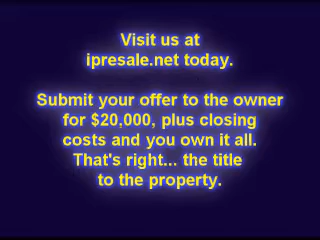 Visit us at
ipresale.net today.
Submit your offer to the owner
for $20,000, plus closing
costs and you own it all.
That's right... the title
to the property.